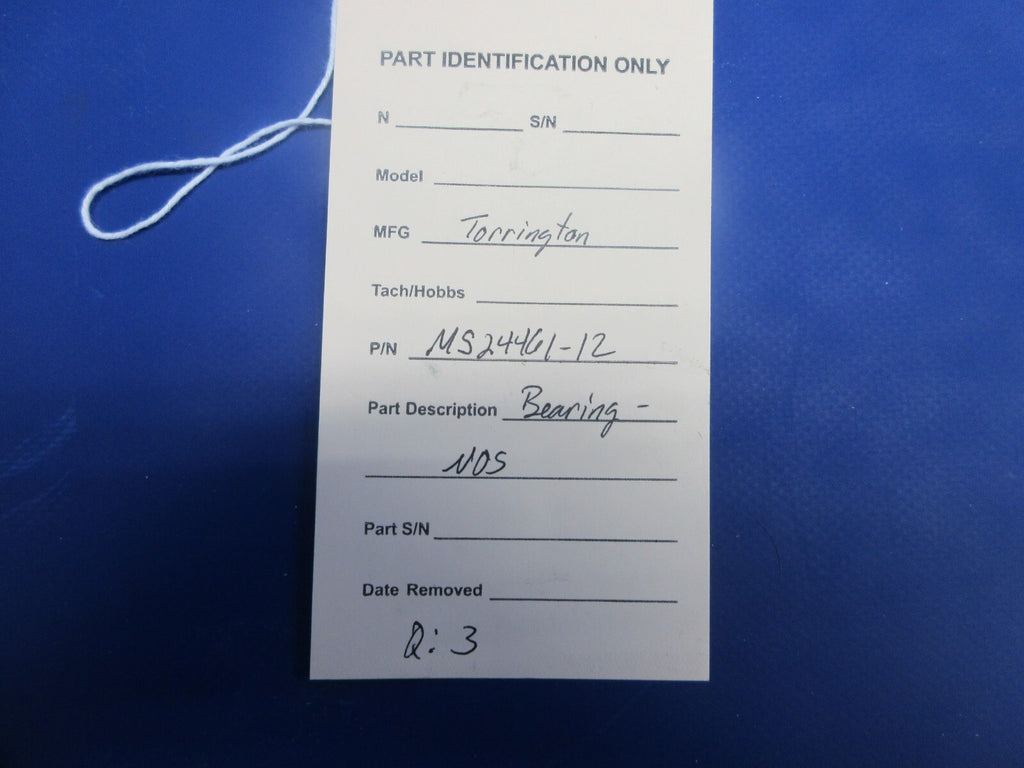 PART IDENTIFICATION ONLY
N S/N
Model
MFG Torrington
Tach/Hobbs
P/N MS24461-12
Part Description Bearing -
NOS
Part S/N
Date Removed
Q: 3